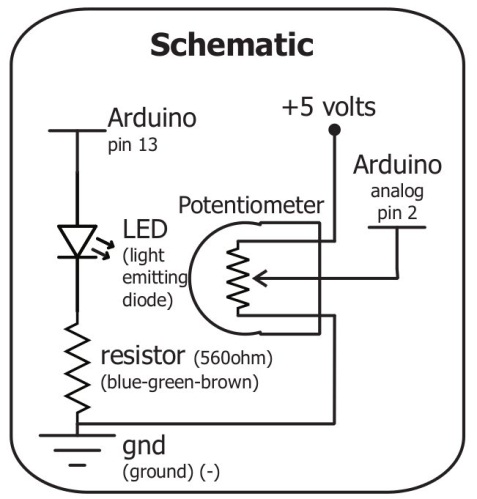 Schematic
Arduino
pin 13
+5 volts
Arduino
analog
pin 2
Potentiometer
LED
(light
emitting
diode)
resistor (560ohm)
(blue-green-brown)
gnd
(ground) (-)